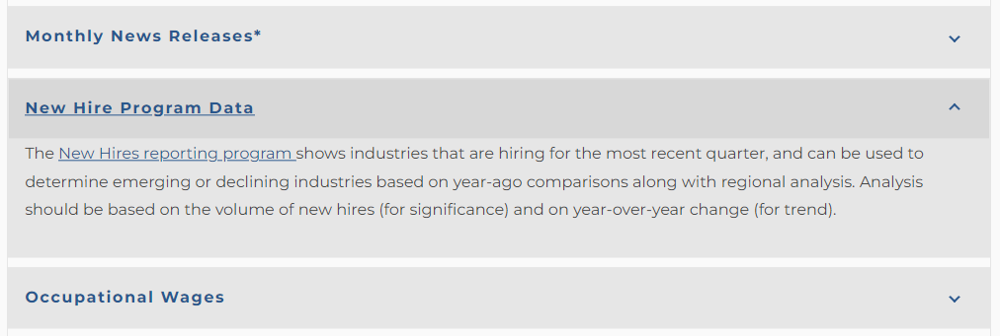 Monthly News Releases*
New Hire Program Data
The New Hires reporting program shows industries that are hiring for the most recent quarter, and can be used to
determine emerging or declining industries based on year-ago comparisons along with regional analysis. Analysis
should be based on the volume of new hires (for significance) and on year-over-year change (for trend).
Occupational Wages